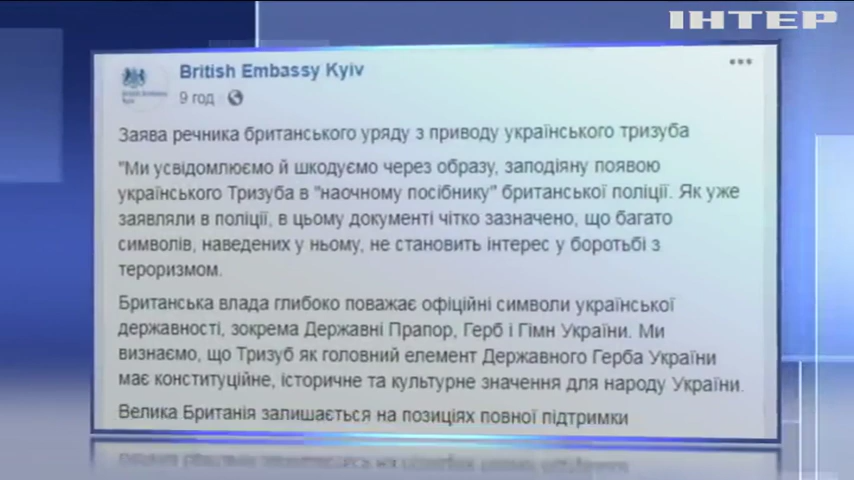 ІНТЕР
British Embassy Kyiv
9 год
Заява речника британського уряду з приводу українського тризуба
"Ми усвідомлюємо й шкодуємо через образу, заподіяну появою
українського Тризуба в "наочному посібнику" британської поліції. Як уже
заявляли в поліції, в цьому документі чітко зазначено, що багато
символів, наведених у ньому, не становить інтерес у боротьбі з
тероризмом.
Британська влада глибоко поважає офіційні символи української
державності, зокрема Державні Прапор, Герб і Гімн України. Ми
визнаємо, що Тризуб як головний елемент Державного Герба України
має конституційне, історичне та культурне значення для народу України.
Велика Британія залишається на позиціях повної підтримки